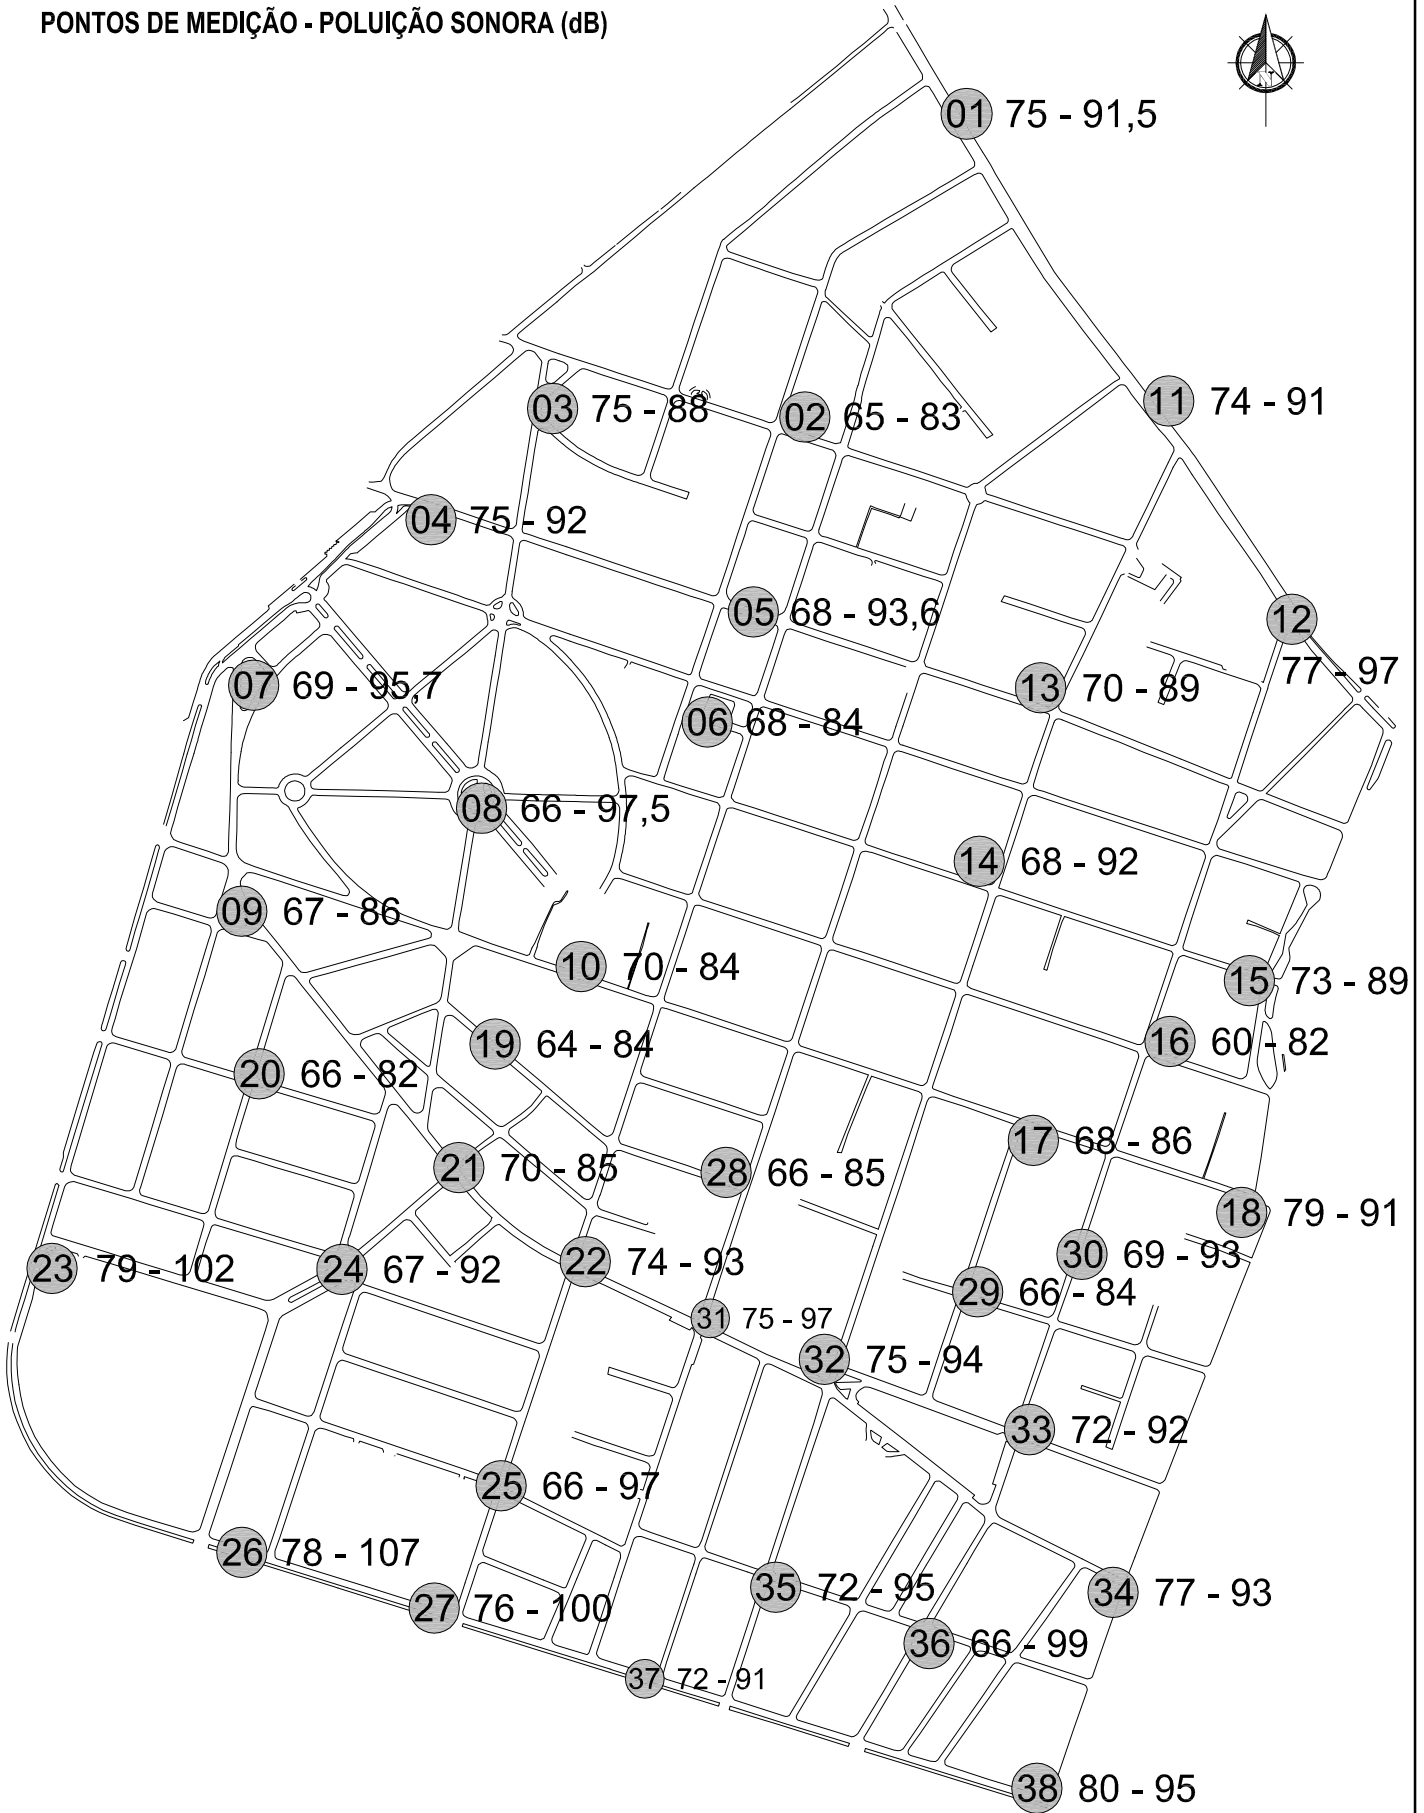 PONTOS DE MEDIÇÃO - POLUIÇÃO SONORA (dB)
N
01 75 - 91,5
11 74 - 91
03 75 - 88
02 65 - 83
04 75 - 92
05 68 - 93,6
12
77 - 97
07 69 - 95,7
13 70 - 89
06 68 - 84
08 66 - 97,5
14 68 - 92
09 67 - 86
10 70 - 84
15 73 - 89
19 64 - 84
16 60 - 82
20 66 - 82
17 68 - 86
21 70 - 85
28 66 - 85
18 79 - 91
23 79 - 102
24 67 - 92
22 74 - 93
30 69 - 93
29 66 - 84
31 75 - 97
32 75 - 94
33 72 - 92
25 66 - 97
26 78 - 107
27 76 - 100
35 72 - 95
34 77 - 93
36 66 - 99
37 72 - 91
38 80 - 95